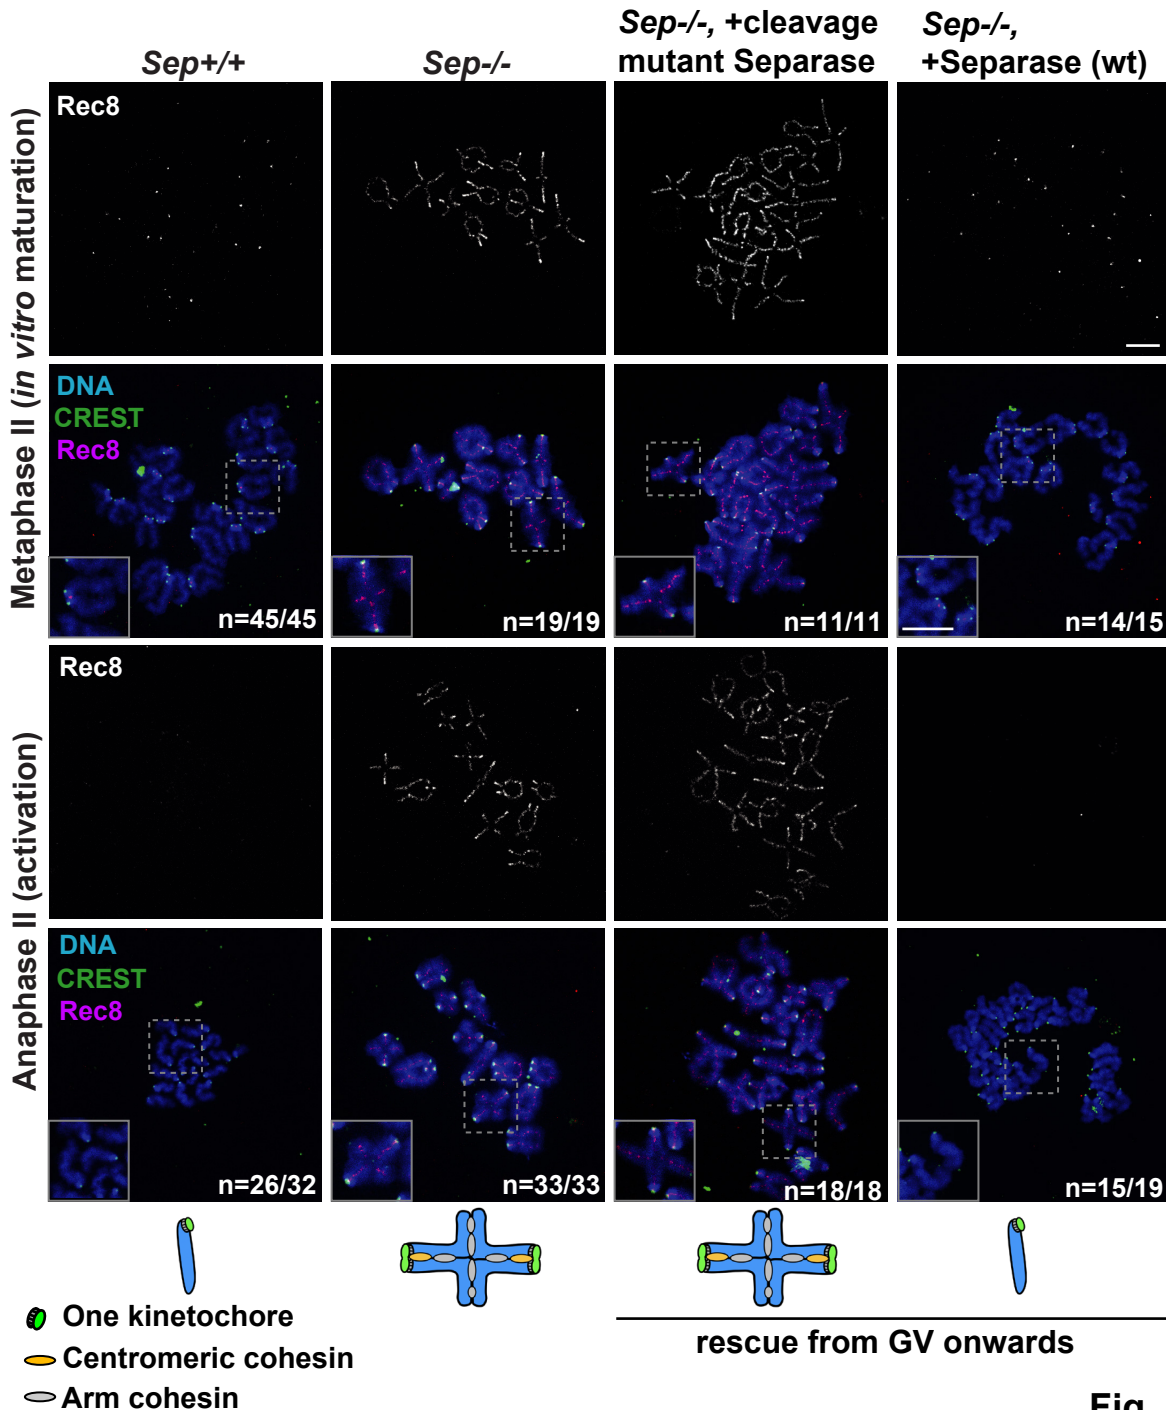 Sep+/+
Sep-/-
Sep-/-, +cleavage
mutant Separase
Sep-/-,
+Separase (wt)
Metaphase II (in vitro maturation)
Rec8
DNA
CREST
Rec8
n=45/45
n=19/19
n=11/11
n=14/15
Anaphase II (activation)
Rec8
DNA
CREST
Rec8
n=26/32
n=33/33
n=18/18
n=15/19
One kinetochore
Centromeric cohesin
Arm cohesin
rescue from GV onwards
Fig